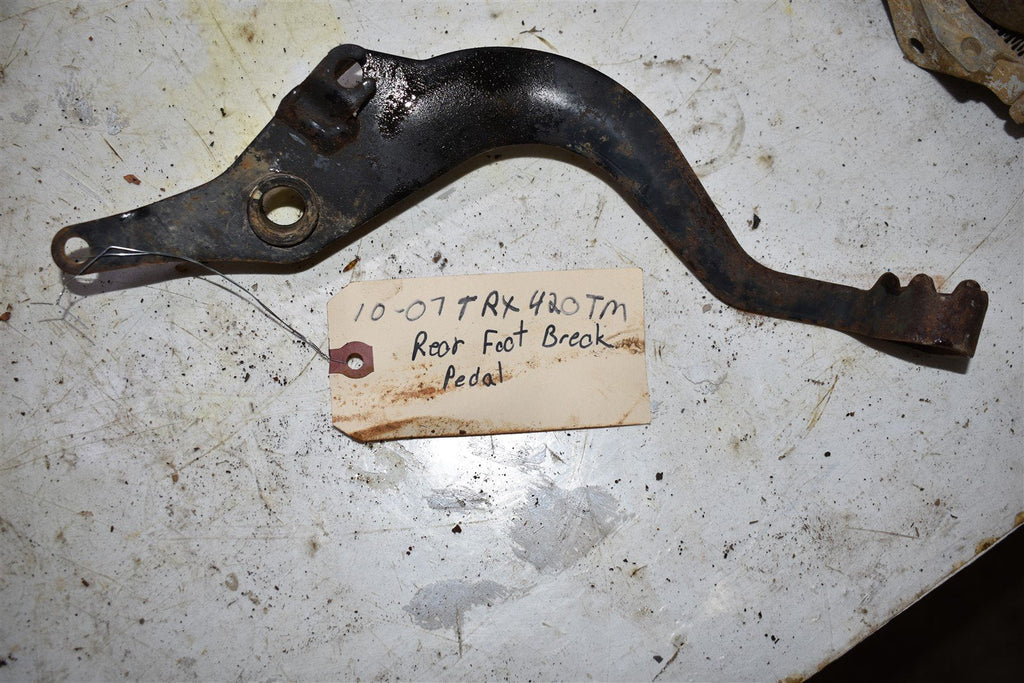 10-07 TRX 420TM
Rear Foot Break
Pedal